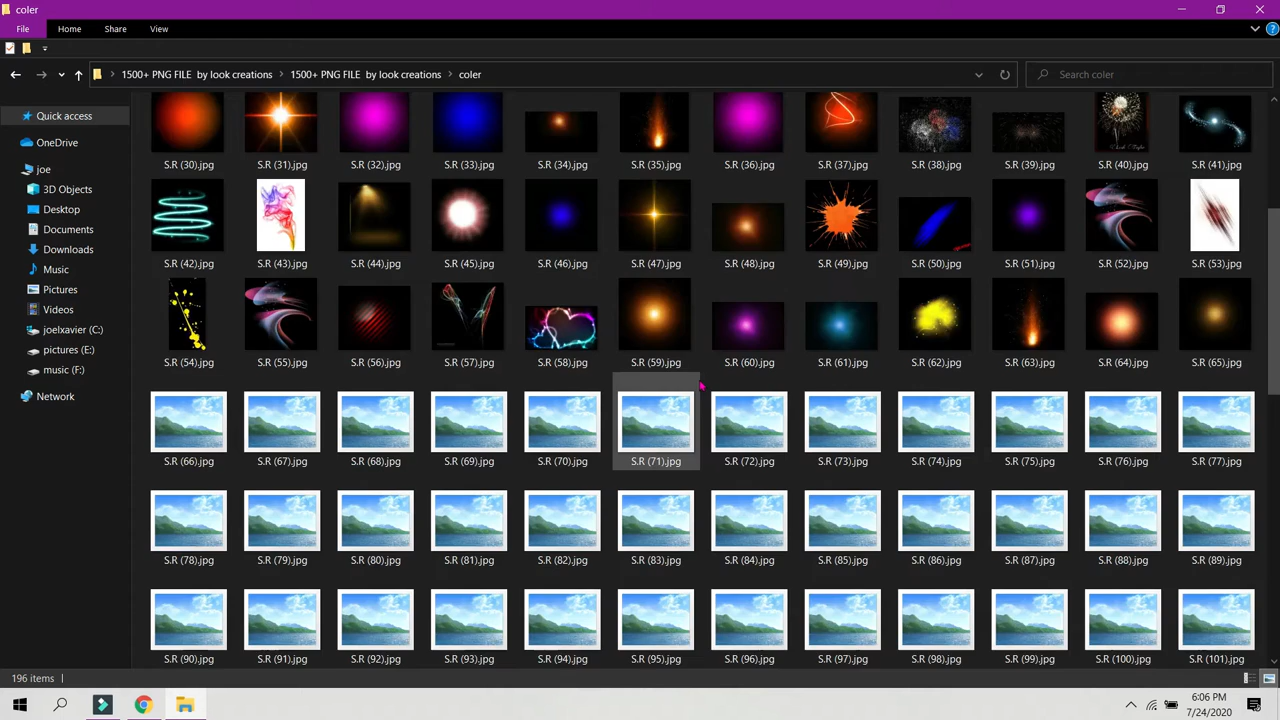 coler
File Home Share View
1500+ PNG FILE by look creations 1500+ PNG FILE by look creations coler
Search coler
Quick access
OneDrive
joe
3D Objects
Desktop
Documents
Downloads
Music
Pictures
Videos
joelxavier (C:)
pictures (E:)
music (F:)
Network
S.R (30).jpg S.R (31).jpg S.R (32).jpg S.R (33).jpg S.R (34).jpg S.R (35).jpg S.R (36).jpg S.R (37).jpg S.R (38).jpg S.R (39).jpg S.R (40).jpg S.R (41).jpg
S.R (42).jpg S.R (43).jpg S.R (44).jpg S.R (45).jpg S.R (46).jpg S.R (47).jpg S.R (48).jpg S.R (49).jpg S.R (50).jpg S.R (51).jpg S.R (52).jpg S.R (53).jpg
S.R (54).jpg S.R (55).jpg S.R (56).jpg S.R (57).jpg S.R (58).jpg S.R (59).jpg S.R (60).jpg S.R (61).jpg S.R (62).jpg S.R (63).jpg S.R (64).jpg S.R (65).jpg
S.R (66).jpg S.R (67).jpg S.R (68).jpg S.R (69).jpg S.R (70).jpg S.R (71).jpg S.R (72).jpg S.R (73).jpg S.R (74).jpg S.R (75).jpg S.R (76).jpg S.R (77).jpg
S.R (78).jpg S.R (79).jpg S.R (80).jpg S.R (81).jpg S.R (82).jpg S.R (83).jpg S.R (84).jpg S.R (85).jpg S.R (86).jpg S.R (87).jpg S.R (88).jpg S.R (89).jpg
S.R (90).jpg S.R (91).jpg S.R (92).jpg S.R (93).jpg S.R (94).jpg S.R (95).jpg S.R (96).jpg S.R (97).jpg S.R (98).jpg S.R (99).jpg S.R (100).jpg S.R (101).jpg
196 items
6:06 PM
7/24/2020